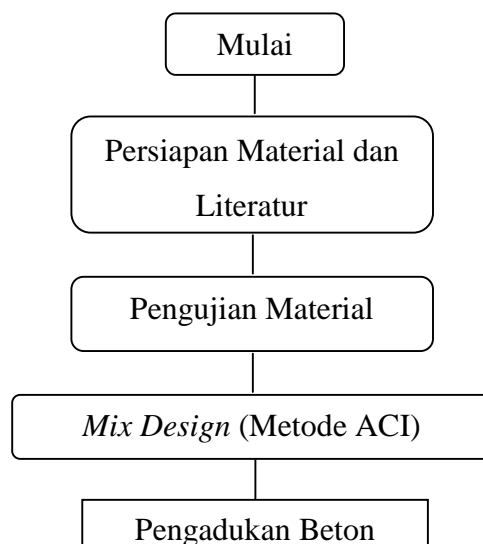 Mulai
Persiapan Material dan
Literatur
Pengujian Material
Mix Design (Metode ACI)
Pengadukan Beton